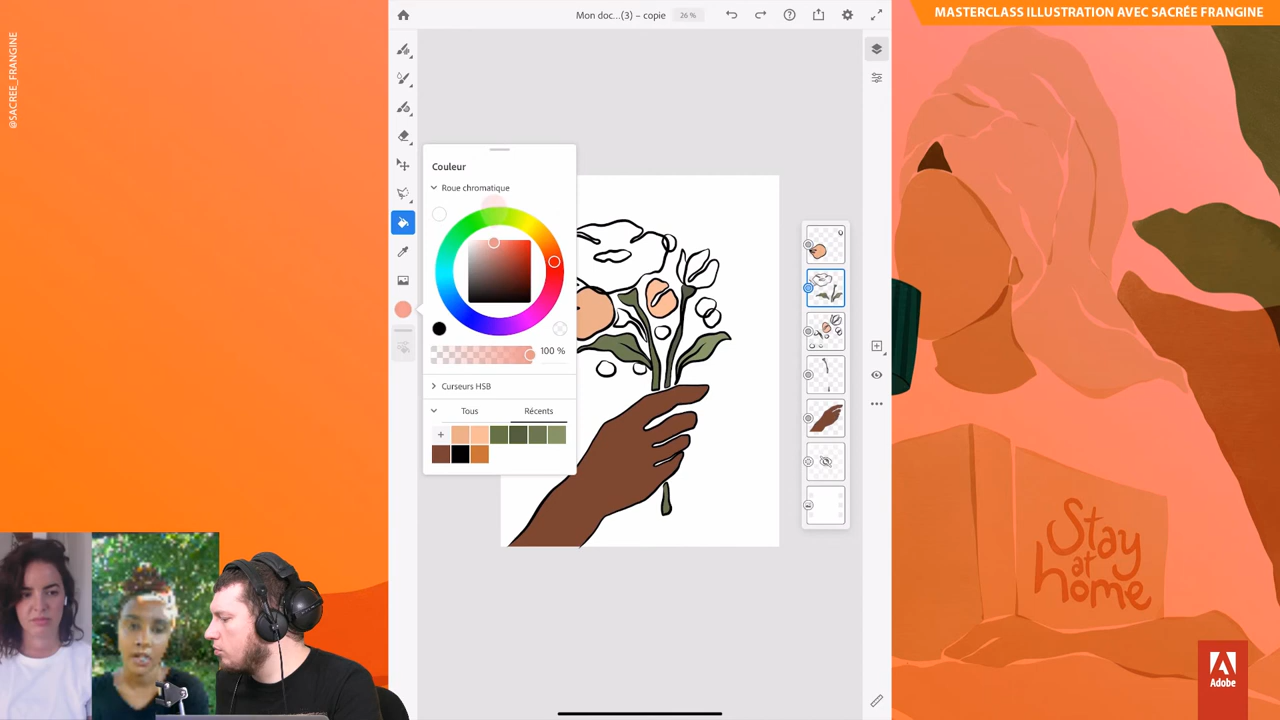 @SACREE_FRANGINE
Mon doc...(3) – copie
26 %
MASTERCLASS ILLUSTRATION AVEC SACRÉE FRANGINE
Couleur
Roue chromatique
100 %
Curseurs HSB
Tous
Récents
Stay
at
home
Adobe